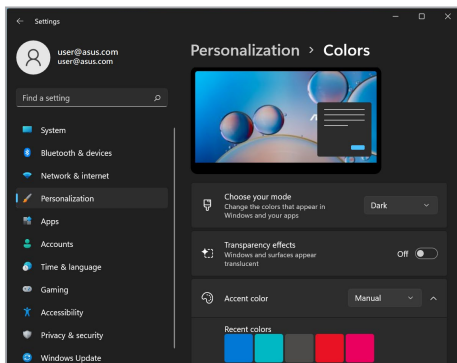 Settings
user@asus.com
user@asus.com
Find a setting
System
Bluetooth & devices
Network & internet
Personalization
Apps
Accounts
Time & language
Gaming
Accessibility
Privacy & security
Windows Update
Personalization > Colors
Choose your mode
Change the colors that appear in
Windows and your apps
Dark
Transparency effects
Windows and surfaces appear
translucent
Off
Accent color
Manual
Recent colors